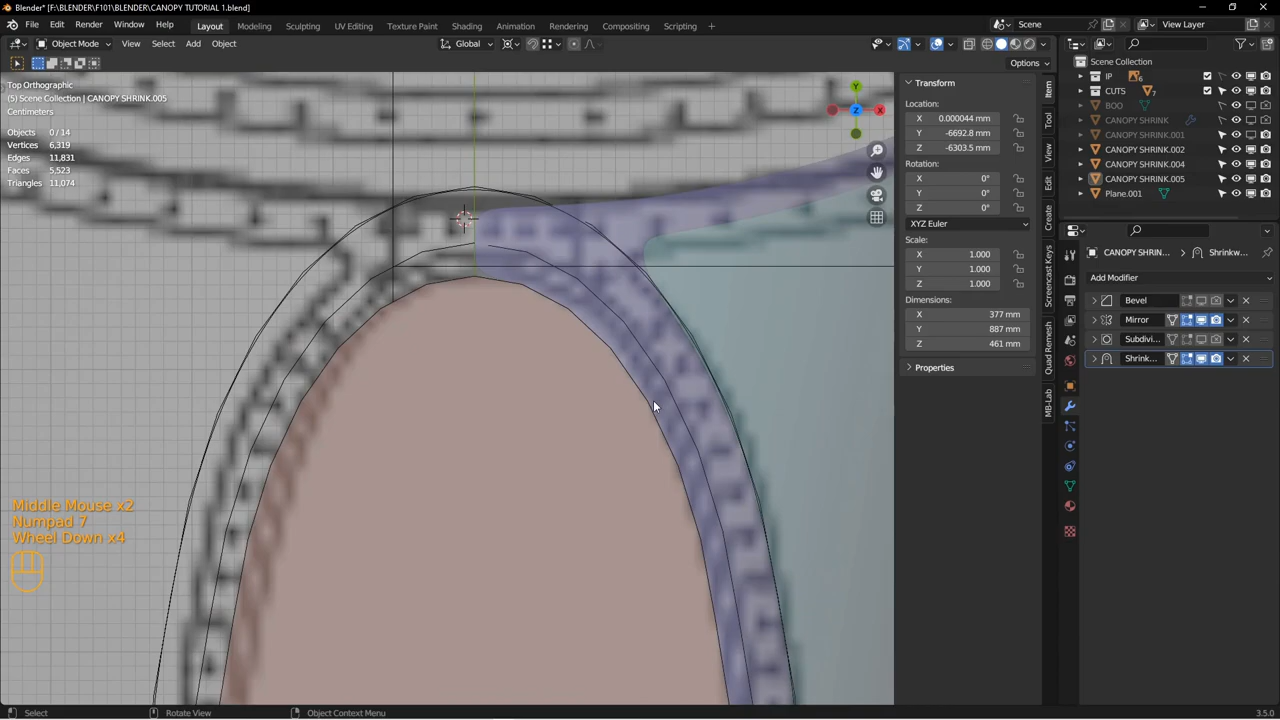 Blender* [F:\BLENDER\F101\BLENDER\CANOPY TUTORIAL 1.blend]
File Edit Render Window Help Layout Modeling Sculpting UV Editing Texture Paint Shading Animation Rendering Compositing Scripting + Scene View Layer
Object Mode View Select Add Object Global
Options
Top Orthographic
(5) Scene Collection | CANOPY SHRINK.005
Centimeters
Objects 0 / 14
Vertices 6,319
Edges 11,831
Faces 5,523
Triangles 11,074
Y
X
Z
Transform
Location:
X 0.000044 mm
Y -6692.8 mm
Z -6303.5 mm
Rotation:
X 0°
Y 0°
Z 0°
XYZ Euler
Scale:
X 1.000
Y 1.000
Z 1.000
Dimensions:
X 377 mm
Y 887 mm
Z 461 mm
Properties
Item
Tool
View
Edit
Create
Screencast Keys
Quad Remesh
MB-Lab
Scene Collection
IP 6
CUTS 7
BOO
CANOPY SHRINK
CANOPY SHRINK.001
CANOPY SHRINK.002
CANOPY SHRINK.004
CANOPY SHRINK.005
Plane.001
CANOPY SHRIN... > Shrinkw...
Add Modifier
Bevel
Mirror
Subdivi...
Shrink...
Middle Mouse x2
Numpad 7
Wheel Down x4
Select Rotate View Object Context Menu 3.5.0